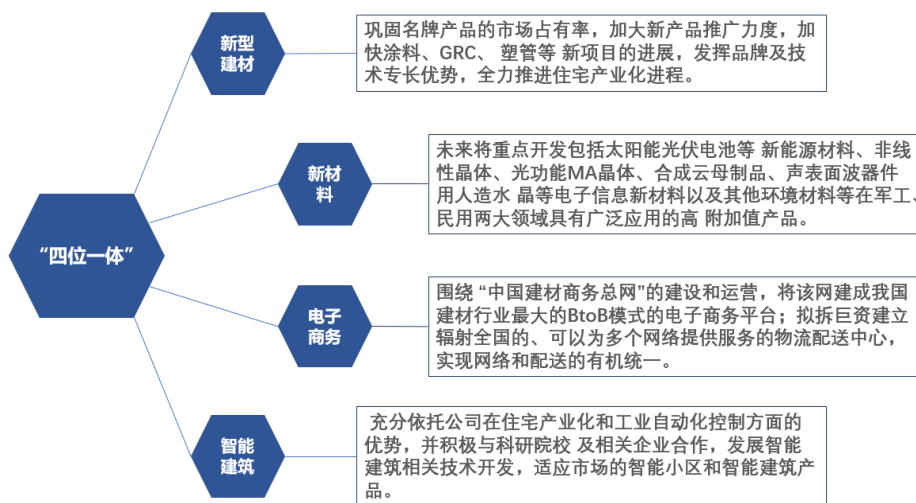 新型
建材
巩固名牌产品的市场占有率，加大新产品推广力度，加
快涂料、GRC、 塑管等 新项目的进展，发挥品牌及技
术专长优势，全力推进住宅产业化进程。
新材
料
未来将重点开发包括太阳能光伏电池等 新能源材料、非线
性晶体、光功能MA晶体、合成云母制品、声表面波器件
用人造水 晶等电子信息新材料以及其他环境材料等在军工、
民用两大领域具有广泛应用的高 附加值产品。
“四位一体”
电子
商务
围绕 “中国建材商务总网”的建设和运营，将该网建成我国
建材行业最大的BtoB模式的电子商务平台；拟拆巨资建立
辐射全国的、可以为多个网络提供服务的物流配送中心，
实现网络和配送的有机统一。
智能
建筑
充分依托公司在住宅产业化和工业自动化控制方面的
优势，并积极与科研院校 及相关企业合作，发展智能
建筑相关技术开发，适应市场的智能小区和智能建筑产
品。